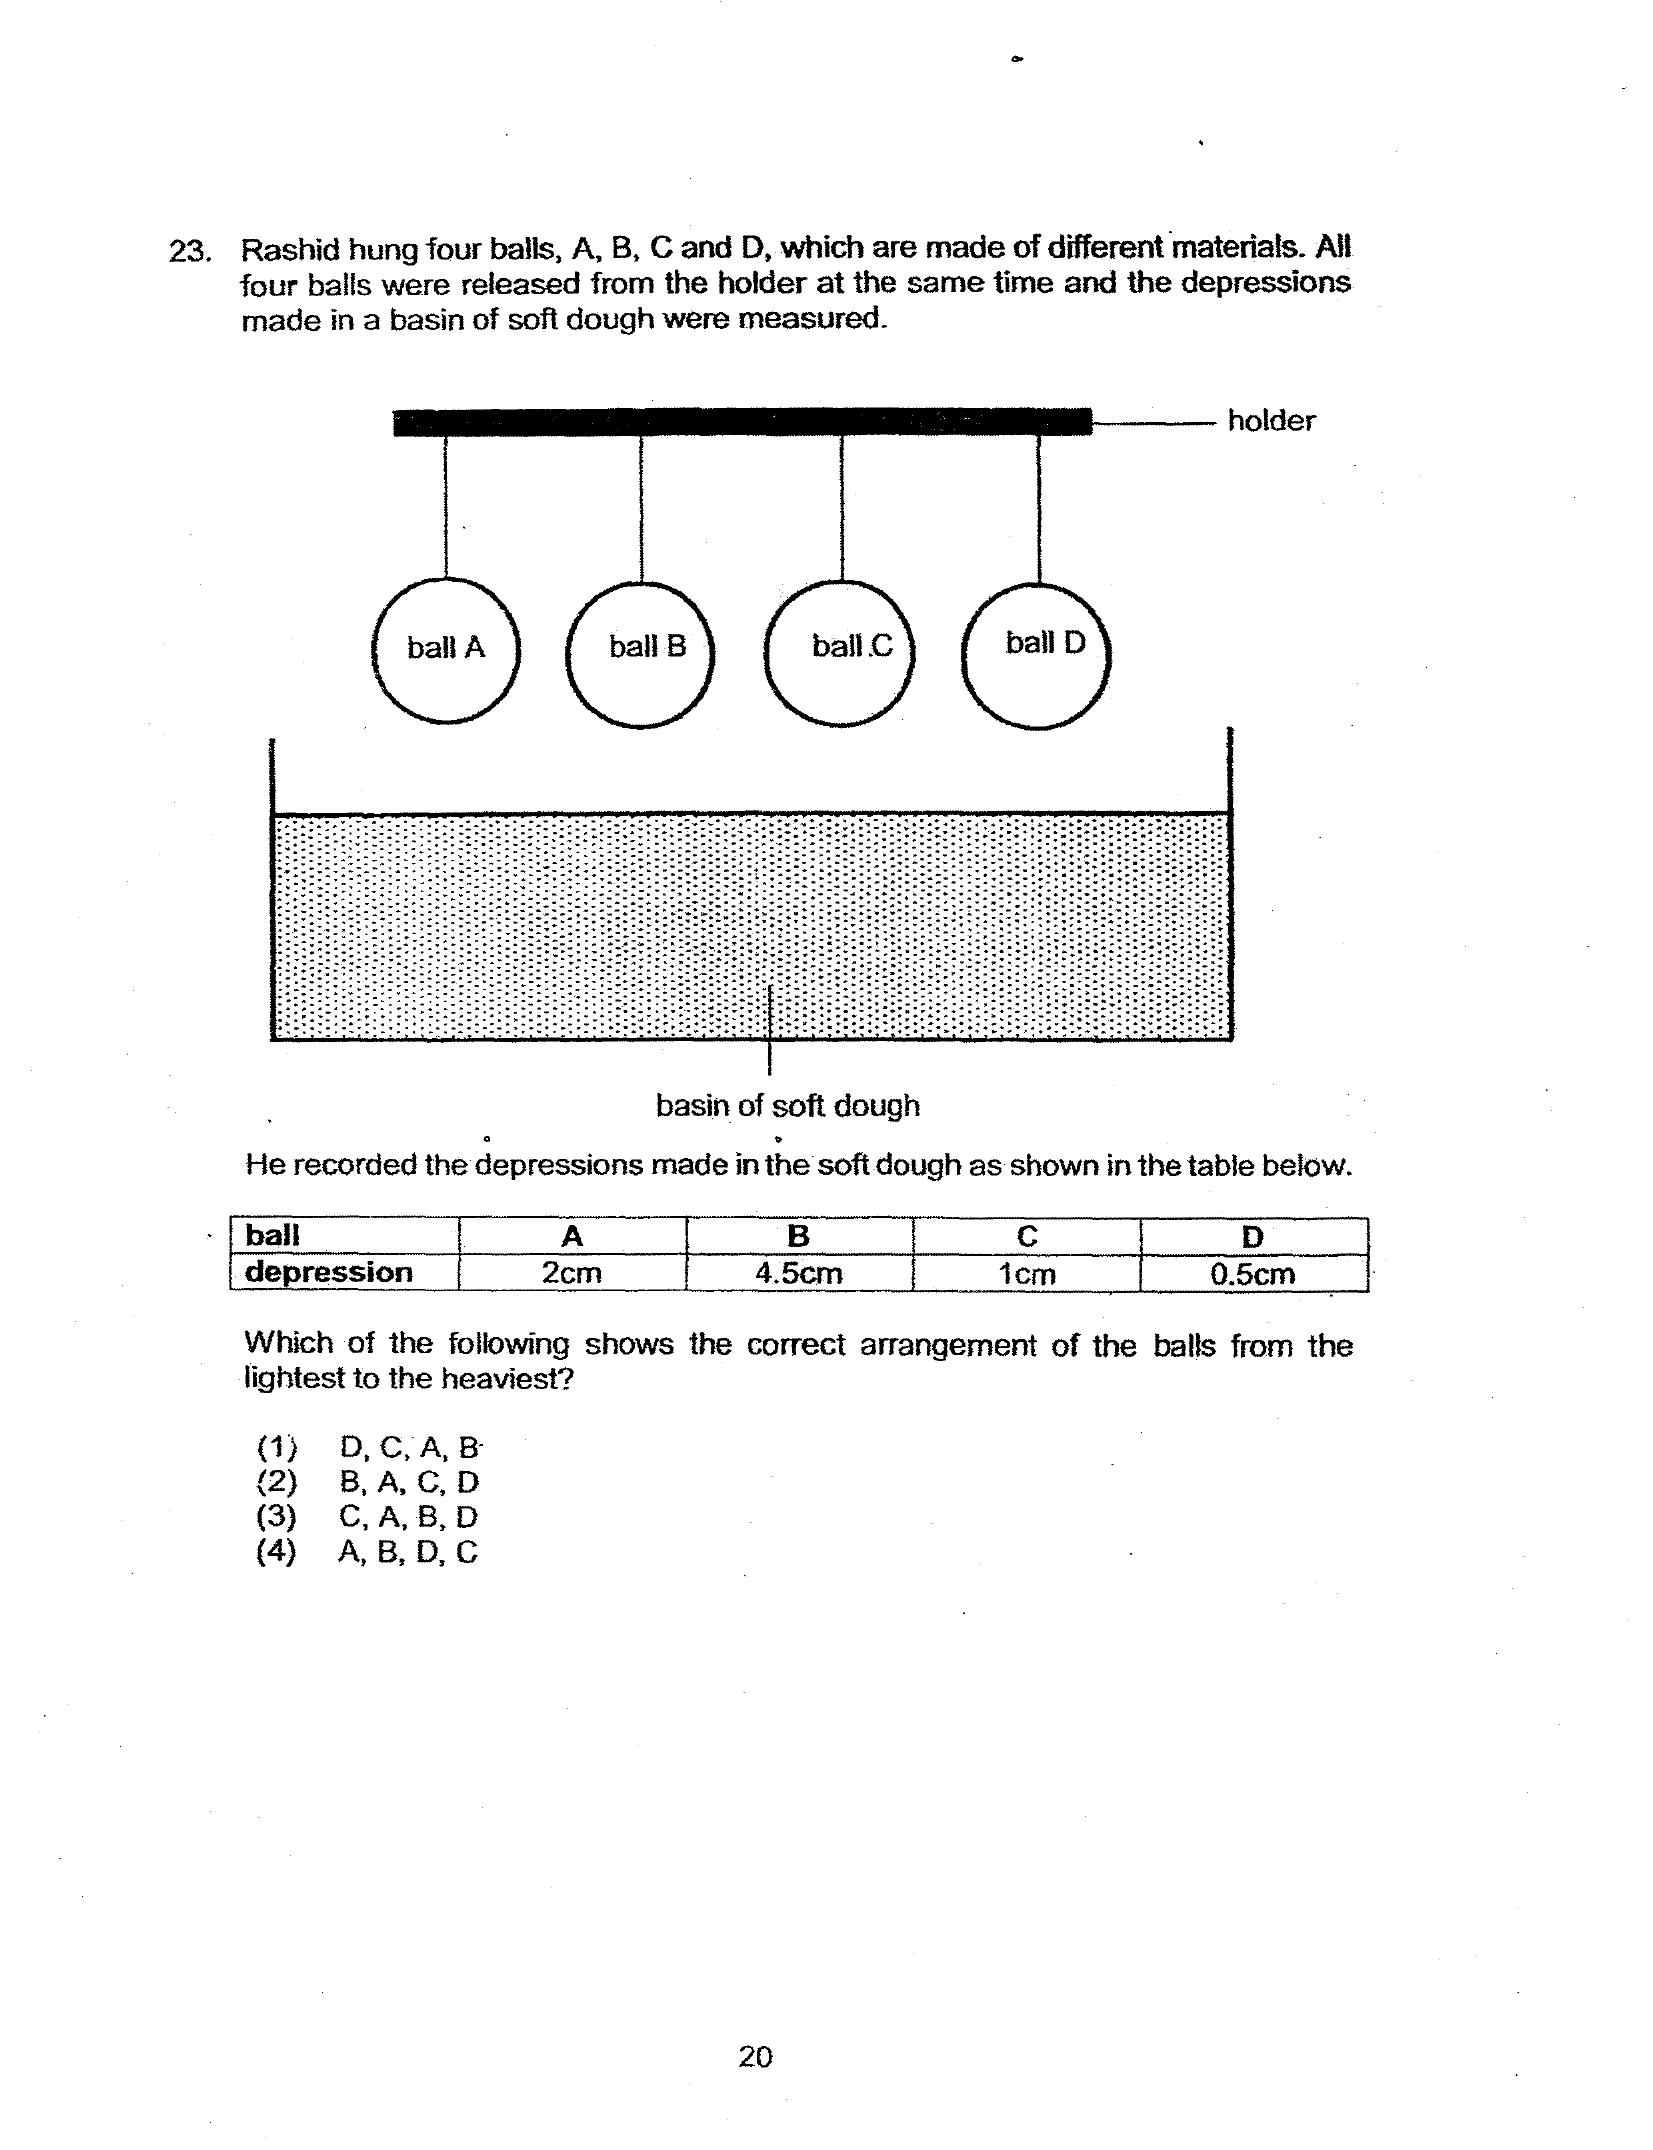 23. Rashid hung four balls, A, B, C and D, which are made of different materials. All
four balls were released from the holder at the same time and the depressions
made in a basin of soft dough were measured.
holder
ball A ball B ball C ball D
basin of soft dough
He recorded the depressions made in the soft dough as shown in the table below.
ball A B C D
depression 2cm 4.5cm 1cm 0.5cm
Which of the following shows the correct arrangement of the balls from the
lightest to the heaviest?
(1) D, C, A, B
(2) B, A, C, D
(3) C, A, B, D
(4) A, B, D, C
20